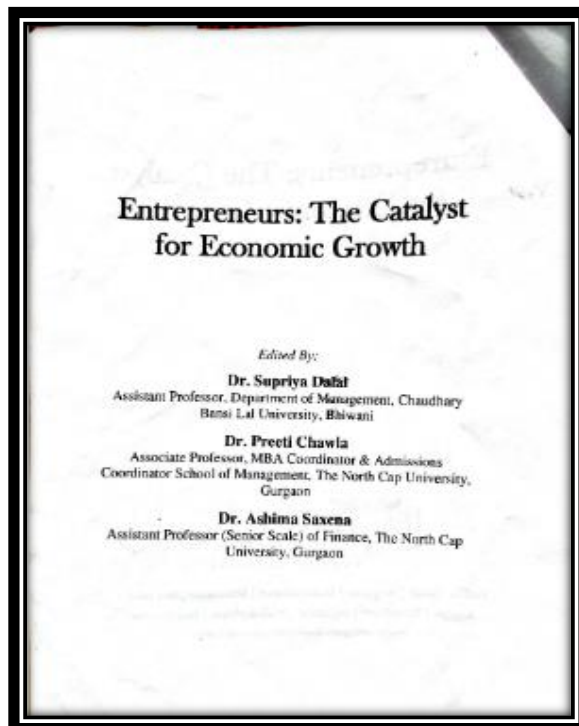 Entrepreneurs: The Catalyst
for Economic Growth
Edited By:
Dr. Supriya Dalal
Assistant Professor, Department of Management, Chaudhary
Bansi Lal University, Bhiwani
Dr. Preeti Chawla
Associate Professor, MBA Coordinator & Admissions
Coordinator School of Management, The North Cap University,
Gurgaon
Dr. Ashima Saxena
Assistant Professor (Senior Scale) of Finance, The North Cap
University, Gurgaon